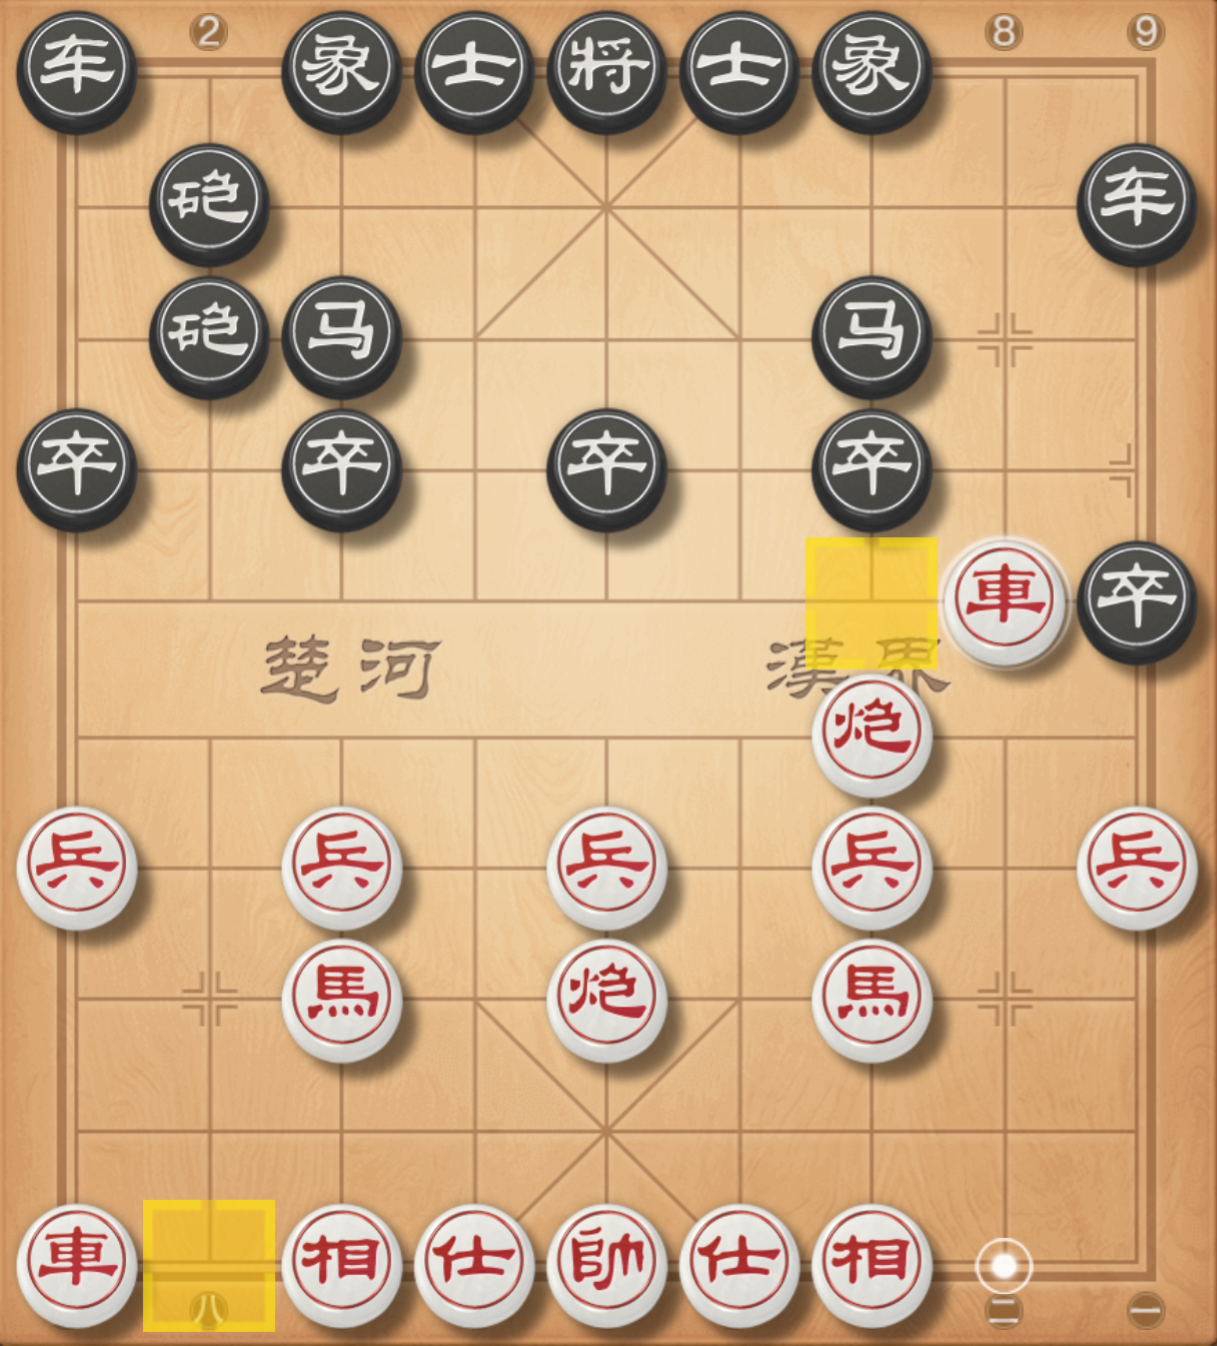 2 8 9
车 象 士 将 士 象
砲 车
砲 马 马
卒 卒 卒 卒
車 卒
楚河 漢界
炮
兵 兵 兵 兵 兵
馬 炮 馬
車 相 仕 帥 仕 相
八 二 一